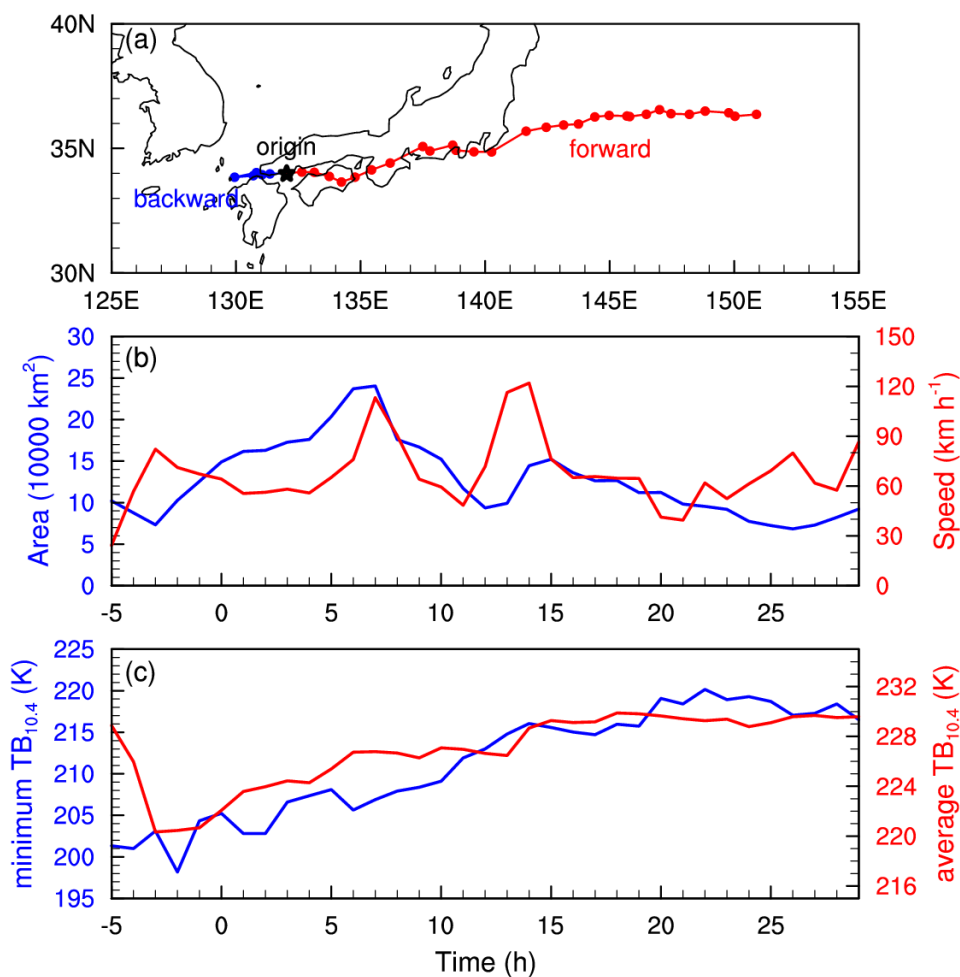 40N
(a)
origin
35N
forward
backward
30N
125E 130E 135E 140E 145E 150E 155E
30 150
(b)
25 120
20
90
15
60
10
5 30
0 0
Area (10000 km²)
Speed (km h⁻¹)
-5 0 5 10 15 20 25
225
(c)
220 232
215 228
210
224
205
220
200
195 216
minimum TB₁₀.₄ (K)
average TB₁₀.₄ (K)
-5 0 5 10 15 20 25
Time (h)